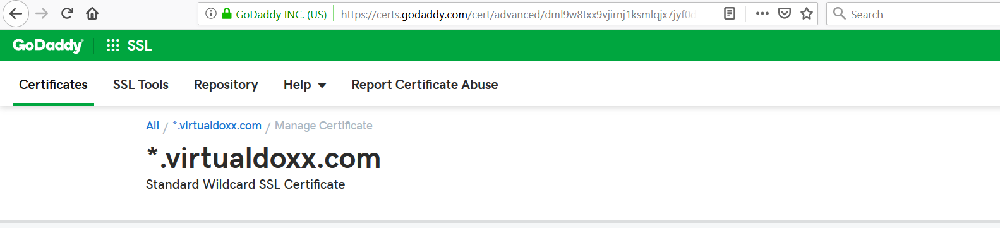 GoDaddy INC. (US) https://certs.godaddy.com/cert/advanced/dml9w8txx9vjirnj1ksmlqjx7jyf0 Search
GoDaddy SSL
Certificates SSL Tools Repository Help Report Certificate Abuse
All / *.virtualdoxx.com / Manage Certificate
*.virtualdoxx.com
Standard Wildcard SSL Certificate